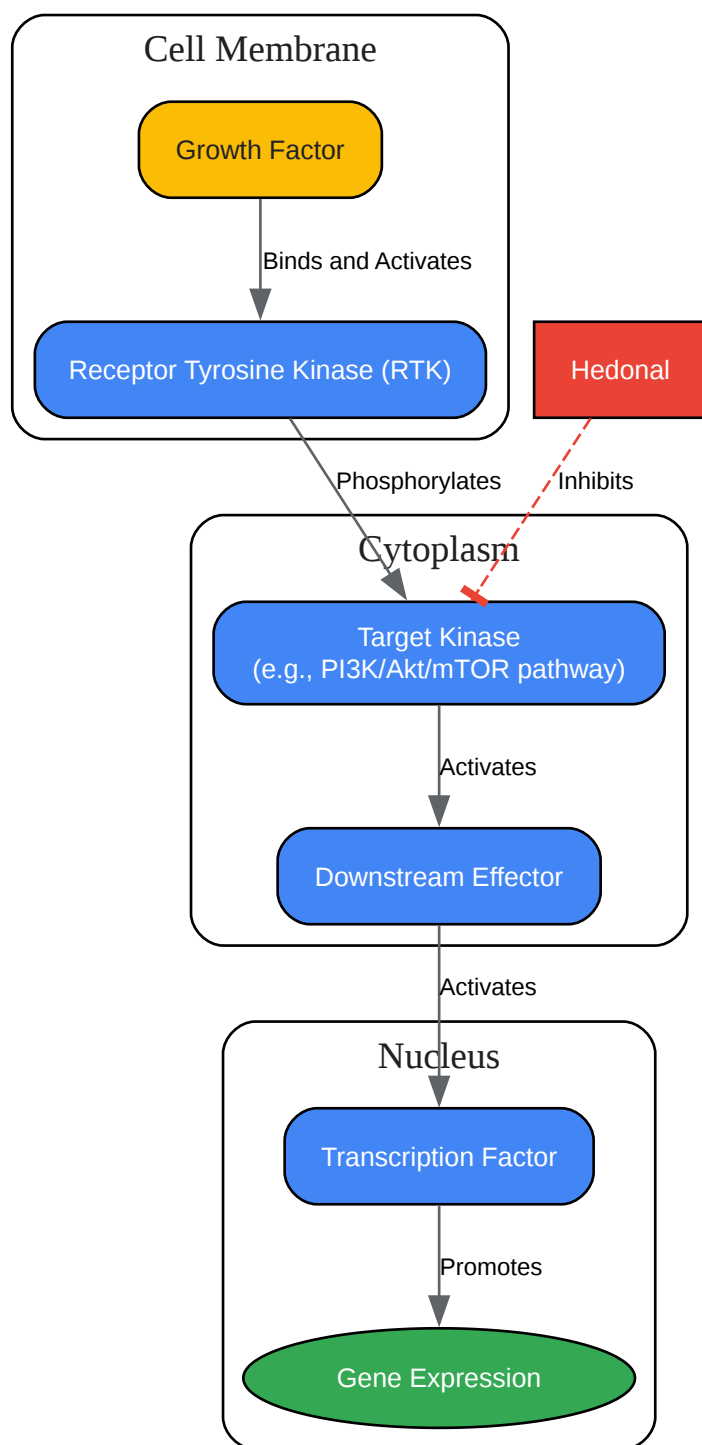 Cell Membrane
Growth Factor
Binds and Activates
Receptor Tyrosine Kinase (RTK)
Hedonal
Phosphorylates
Inhibits
Cytoplasm
Target Kinase
(e.g., PI3K/Akt/mTOR pathway)
Activates
Downstream Effector
Activates
Nucleus
Transcription Factor
Promotes
Gene Expression